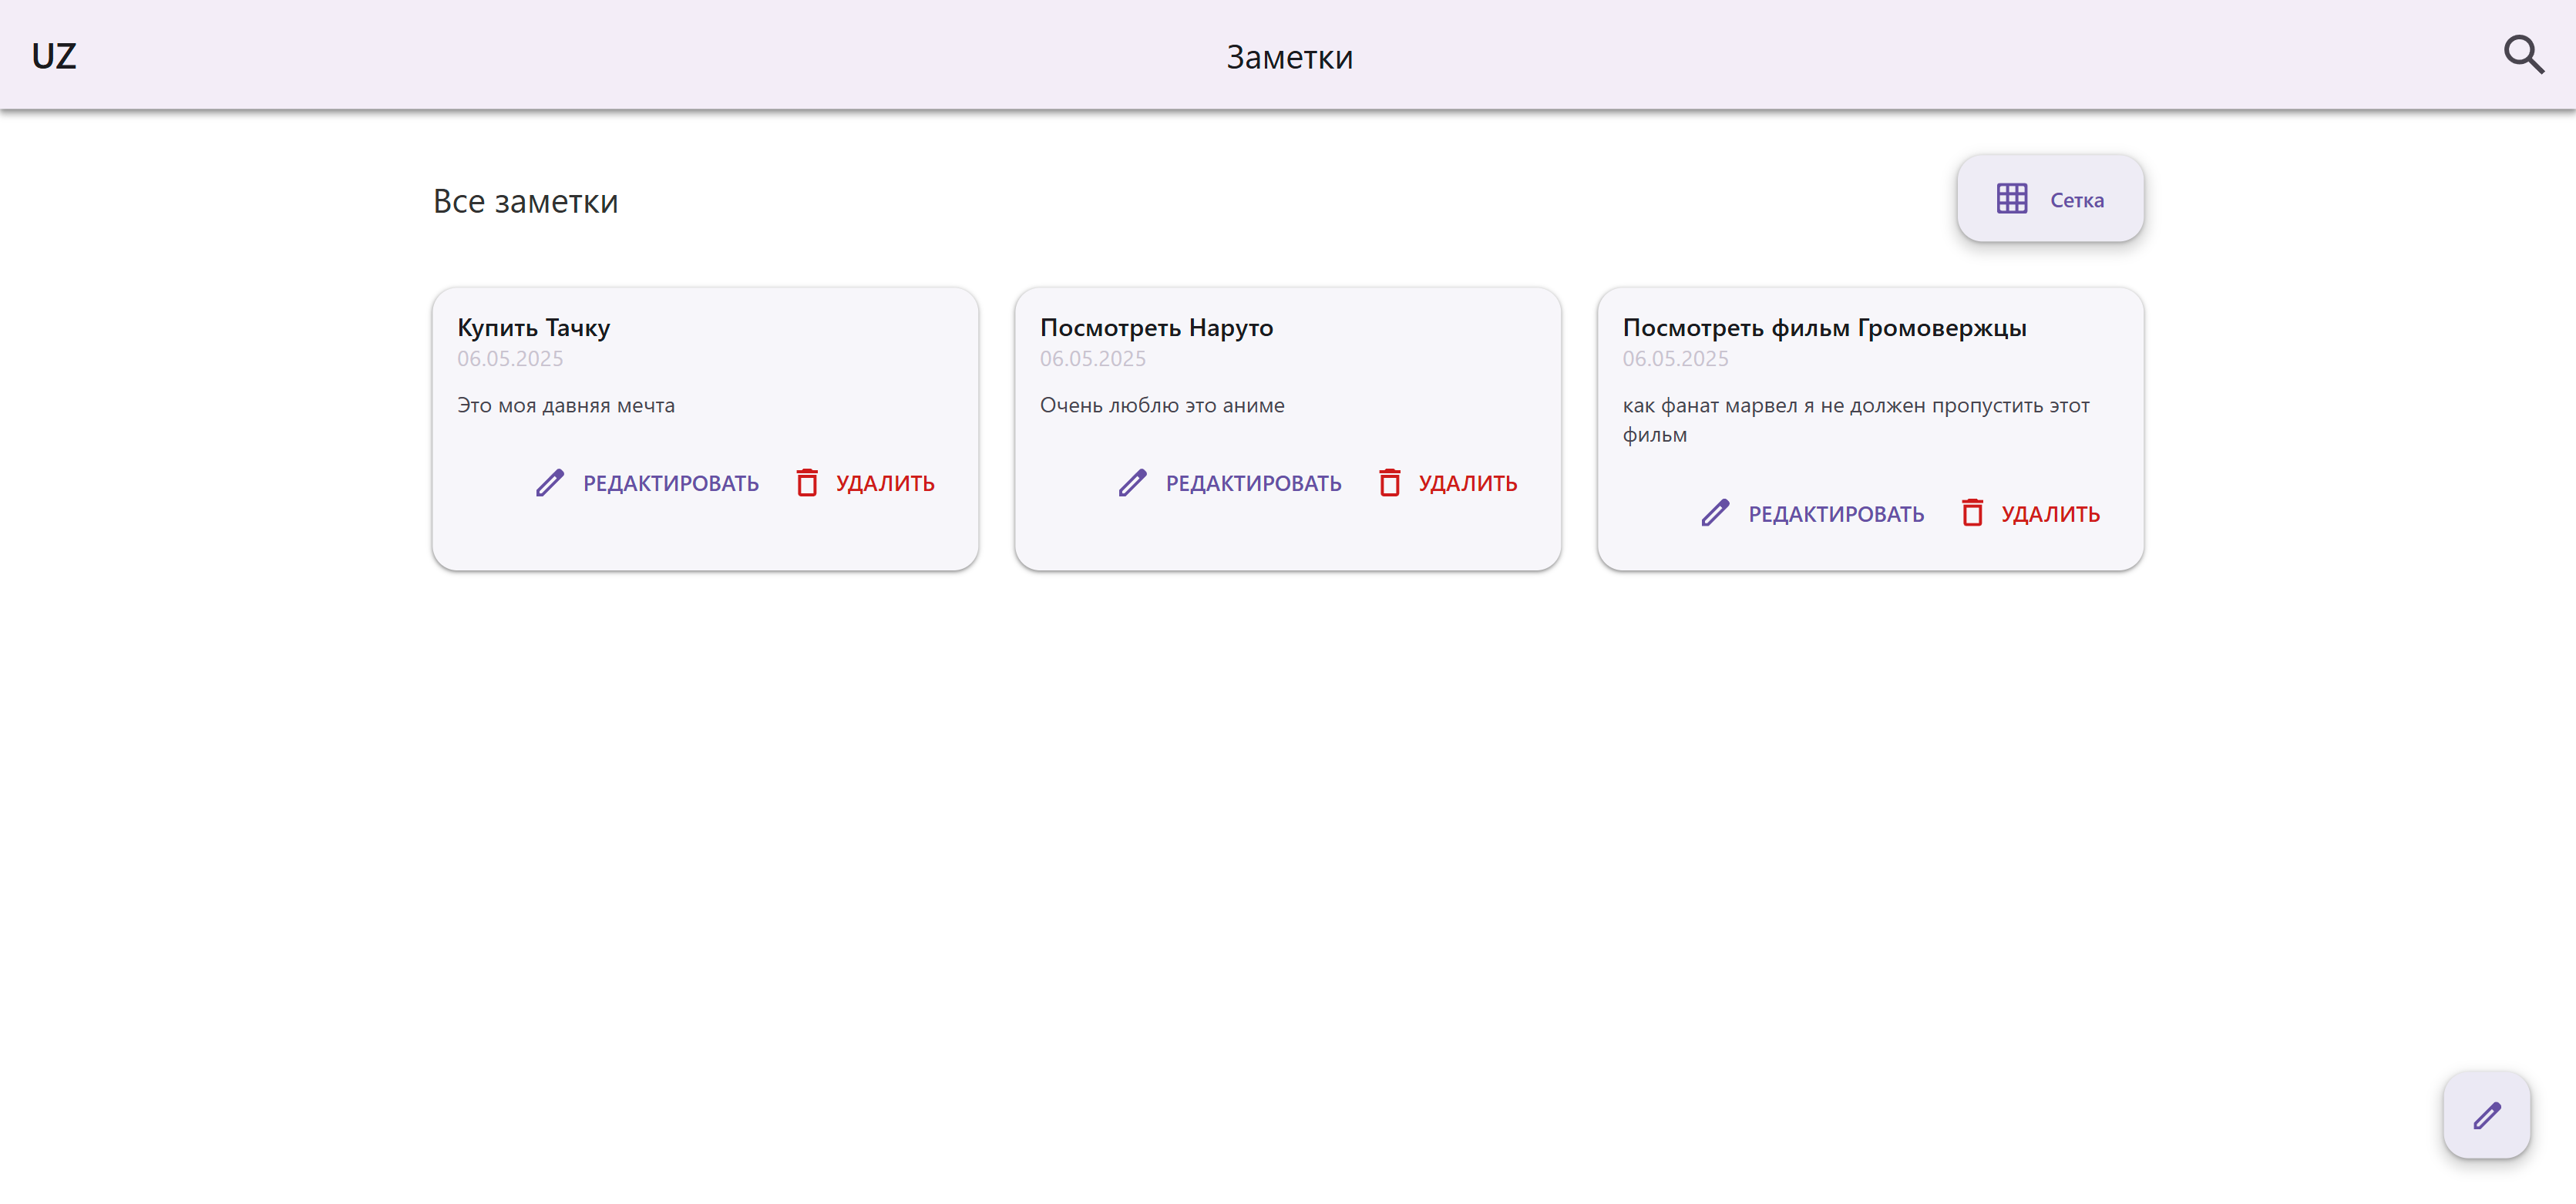 UZ
Заметки
Все заметки
Сетка
Купить Тачку
06.05.2025
Это моя давняя мечта
РЕДАКТИРОВАТЬ
УДАЛИТЬ
Посмотреть Наруто
06.05.2025
Очень люблю это аниме
РЕДАКТИРОВАТЬ
УДАЛИТЬ
Посмотреть фильм Громовержцы
06.05.2025
как фанат марвел я не должен пропустить этот
фильм
РЕДАКТИРОВАТЬ
УДАЛИТЬ